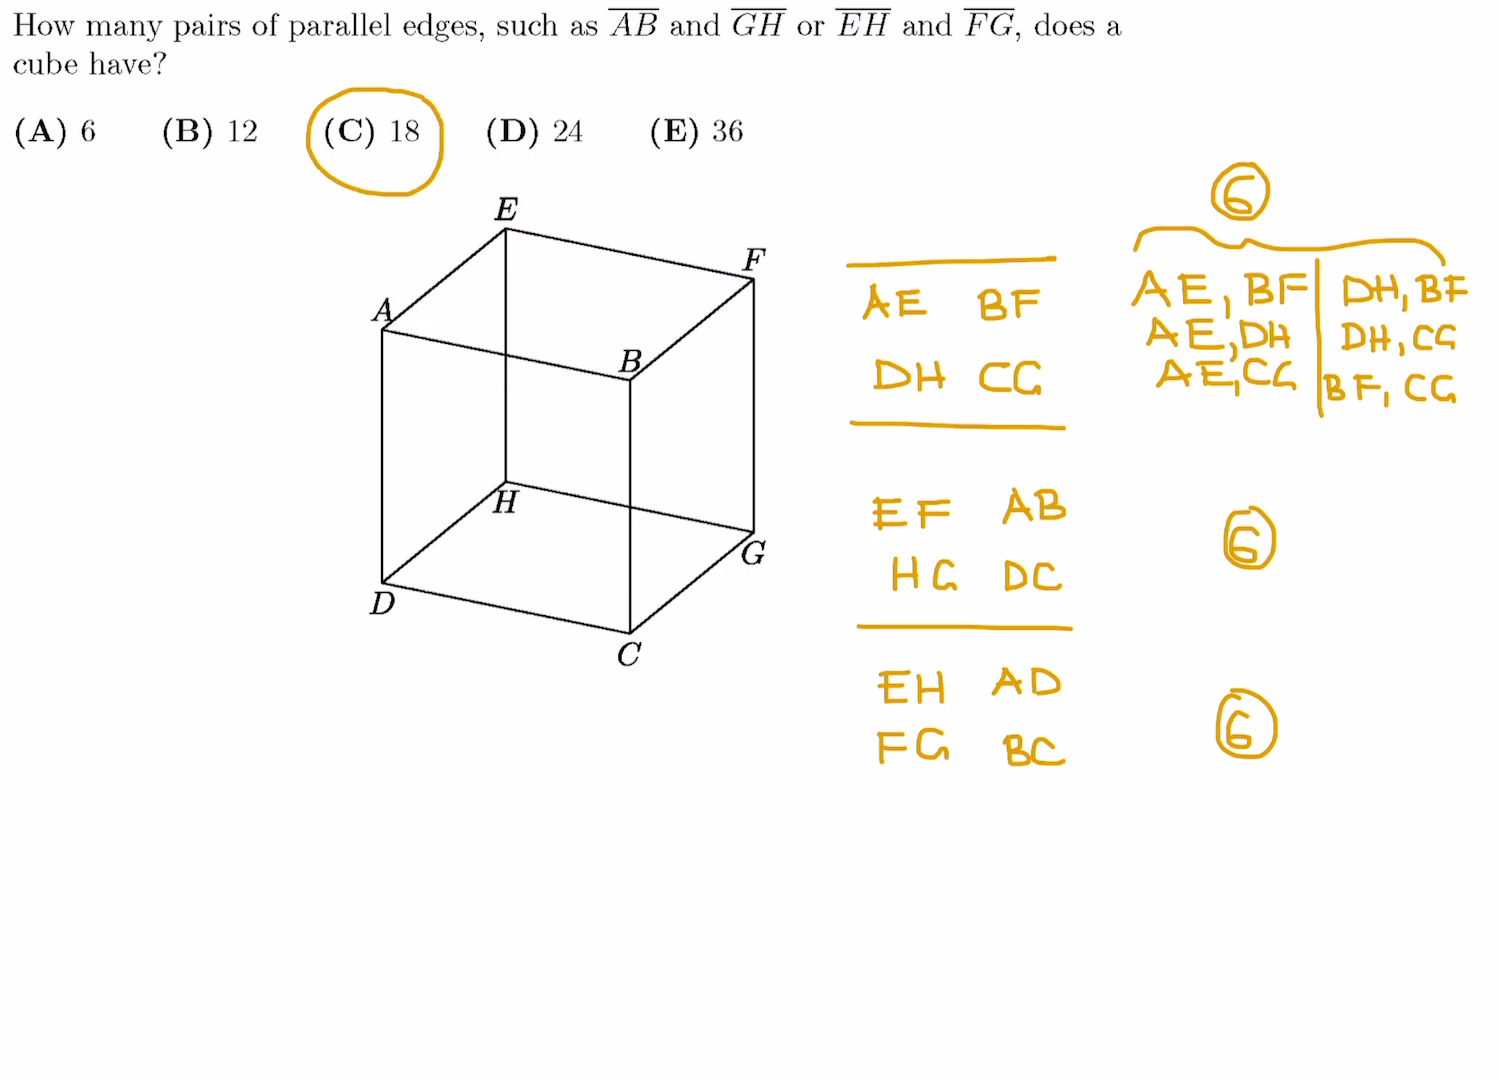 How many pairs of parallel edges, such as AB and GH or EH and FG, does a
cube have?
(A) 6 (B) 12 (C) 18 (D) 24 (E) 36
E
F
A
B
H
G
D
C
6
AE BF
DH CG
AE, BF DH, BF
AE, DH DH, CG
AE, CG BF, CG
EF AB
HG DC
6
EH AD
FG BC
6